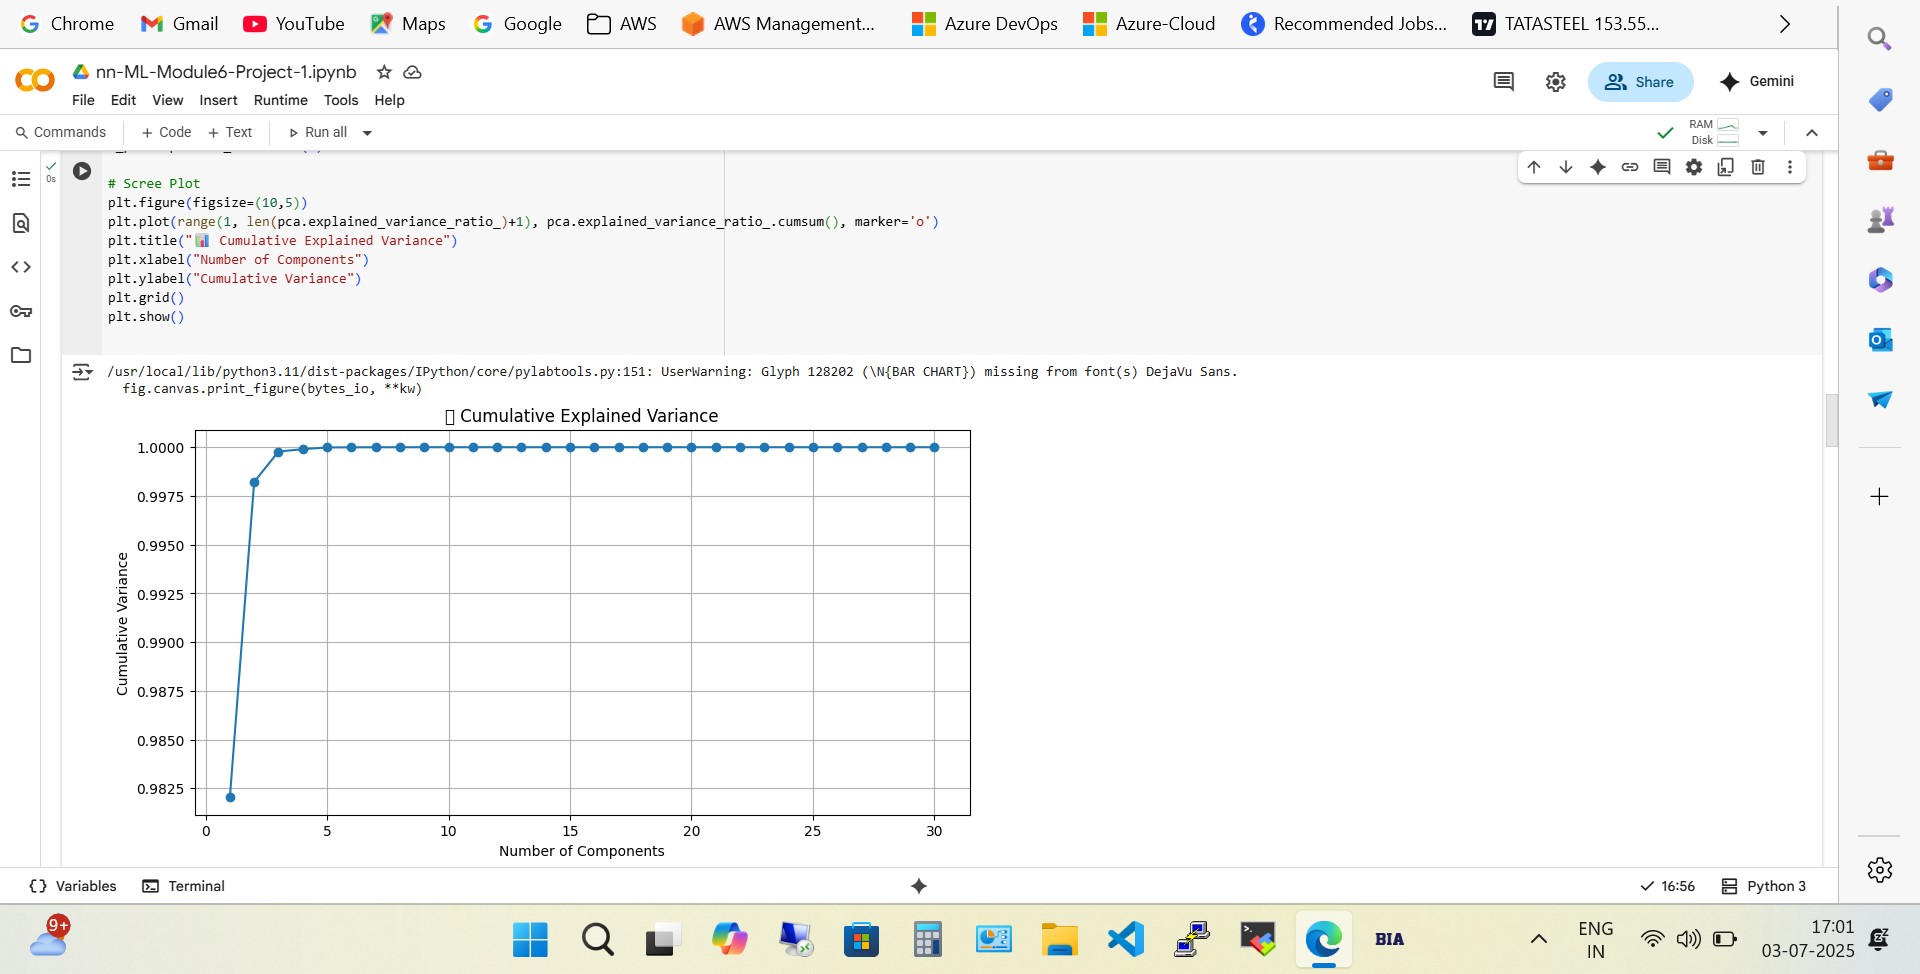 Chrome
Gmail
YouTube
Maps
Google
AWS
AWS Management...
Azure DevOps
Azure-Cloud
Recommended Jobs...
TATASTEEL 153.55...
nn-ML-Module6-Project-1.ipynb
Share
Gemini
File Edit View Insert Runtime Tools Help
Commands + Code + Text Run all
RAM
Disk
0s
# Scree Plot
plt.figure(figsize=(10,5))
plt.plot(range(1, len(pca.explained_variance_ratio_)+1), pca.explained_variance_ratio_.cumsum(), marker='o')
plt.title("📊 Cumulative Explained Variance")
plt.xlabel("Number of Components")
plt.ylabel("Cumulative Variance")
plt.grid()
plt.show()
/usr/local/lib/python3.11/dist-packages/IPython/core/pylabtools.py:151: UserWarning: Glyph 128202 (\N{BAR CHART}) missing from font(s) DejaVu Sans.
fig.canvas.print_figure(bytes_io, **kw)
Cumulative Explained Variance
1.0000
0.9975
0.9950
0.9925
0.9900
0.9875
0.9850
0.9825
Cumulative Variance
0 5 10 15 20 25 30
Number of Components
Variables Terminal
16:56 Python 3
9+
BIA
ENG
IN
17:01
03-07-2025